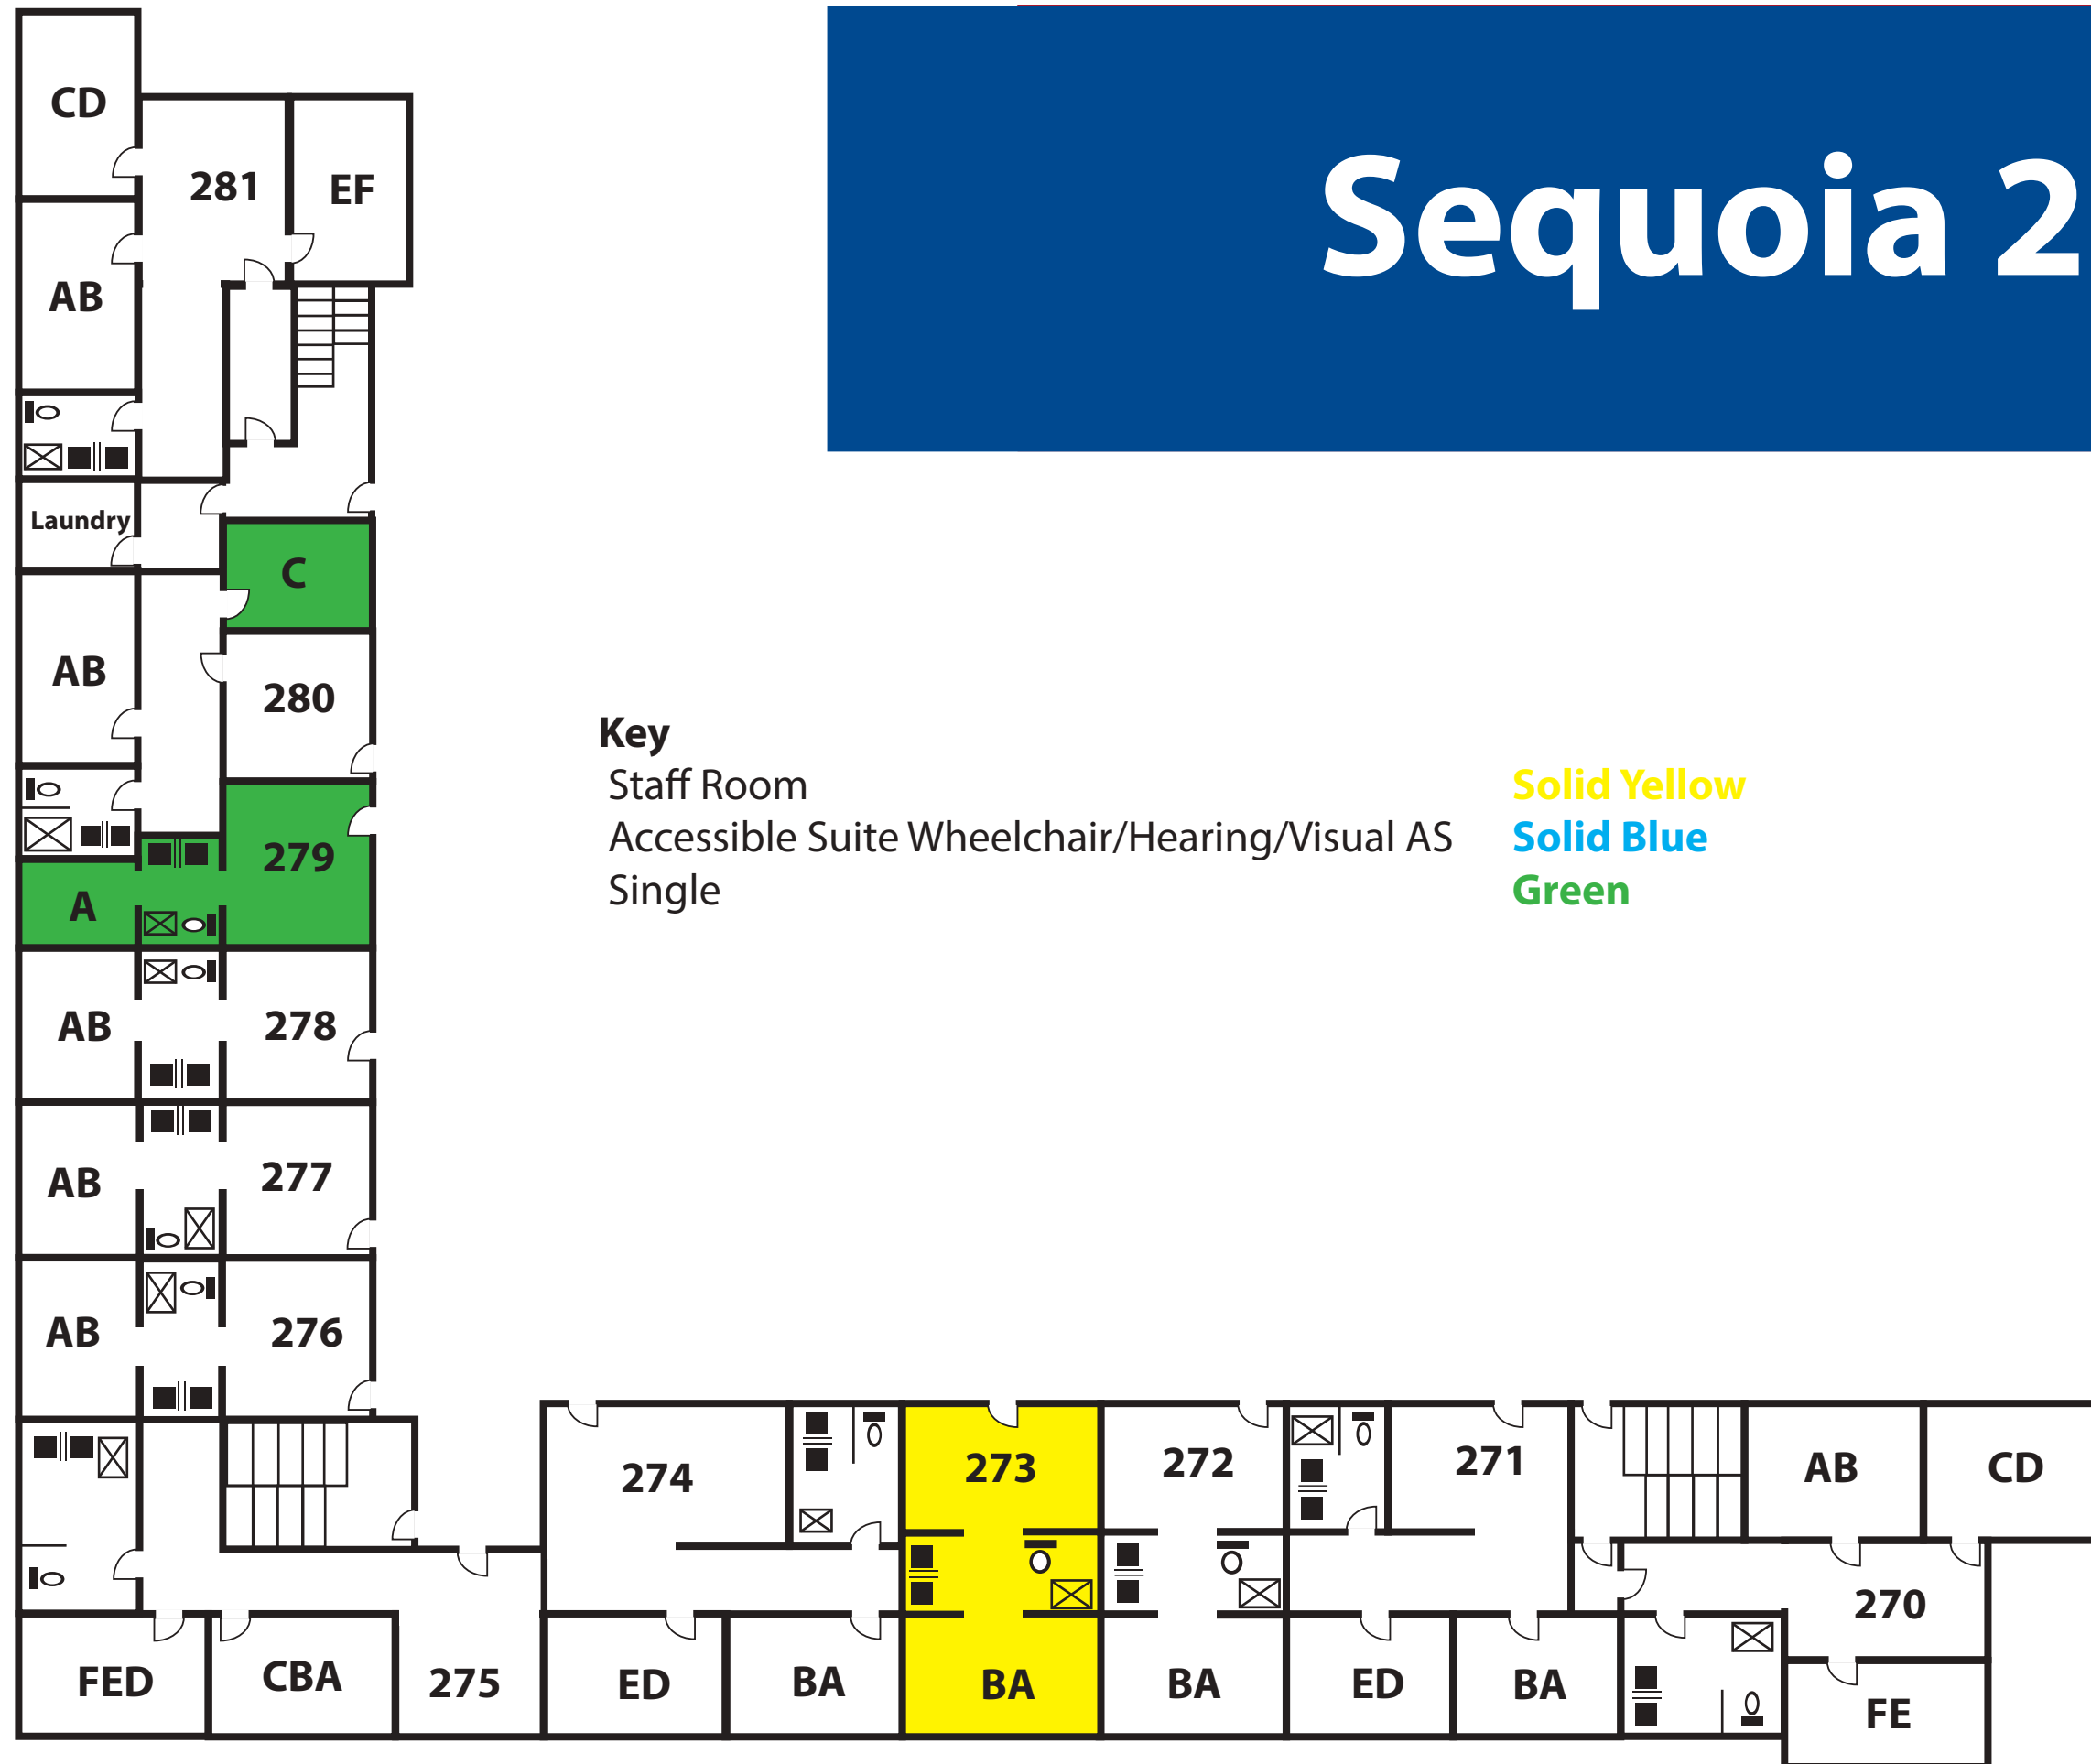 Sequoia 2
CD
281
EF
AB
Laundry
C
AB
280
Key
Staff Room Solid Yellow
Accessible Suite Wheelchair/Hearing/Visual AS Solid Blue
Single Green
279
A
AB 278
AB 277
AB 276
274
273
272
271
AB
CD
270
FED
CBA
275
ED
BA
BA
BA
ED
BA
FE